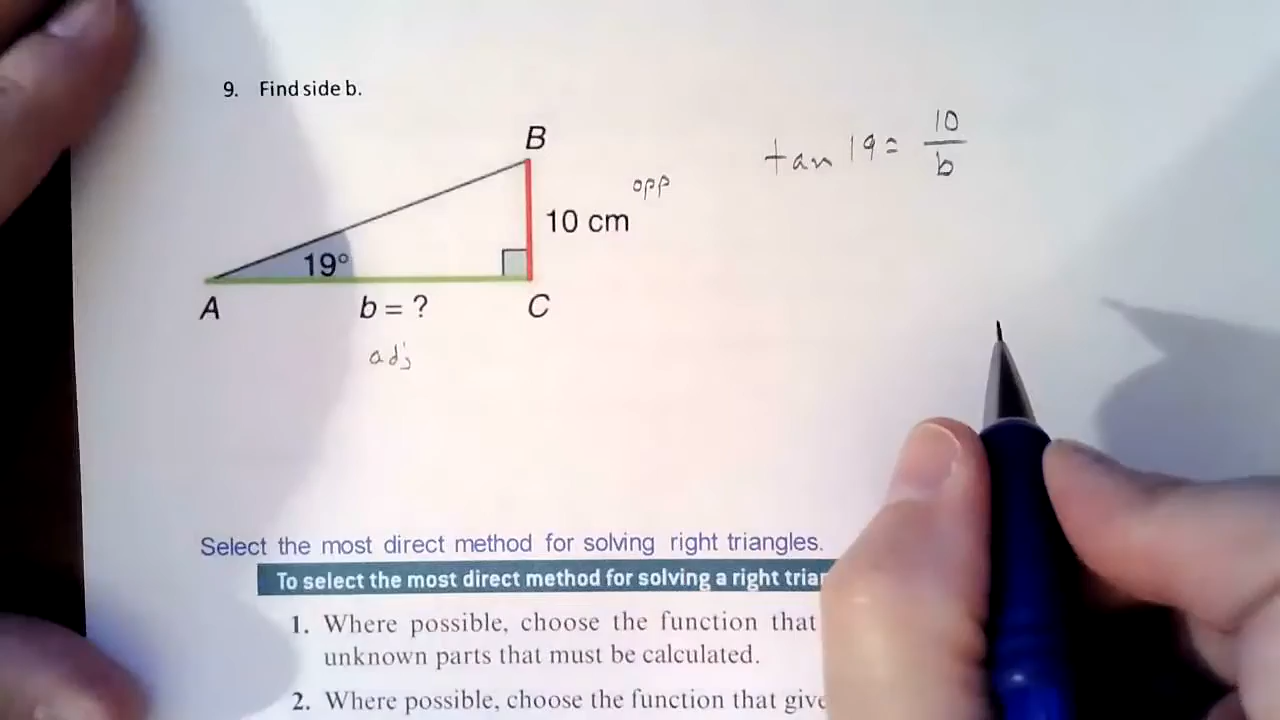 9. Find side b.
B
tan 19 = 10/b
opp
10 cm
19°
A
b = ?
C
adj
Select the most direct method for solving right triangles.
To select the most direct method for solving a right
1. Where possible, choose the function that
unknown parts that must be calculated.
2. Where possible, choose the function that